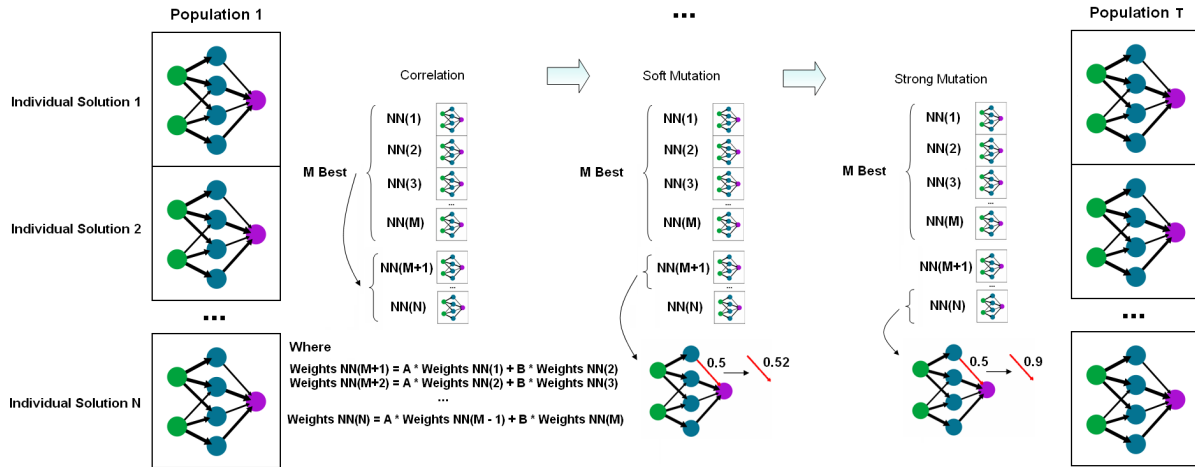 Population 1
...
Population T
Correlation
Soft Mutation
Strong Mutation
Individual Solution 1
Individual Solution 2
...
Individual Solution N
M Best
NN(1)
NN(2)
NN(3)
...
NN(M)
NN(M+1)
...
NN(N)
Where
Weights NN(M+1) = A * Weights NN(1) + B * Weights NN(2)
Weights NN(M+2) = A * Weights NN(2) + B * Weights NN(3)
...
Weights NN(N) = A * Weights NN(M - 1) + B * Weights NN(M)
M Best
NN(1)
NN(2)
NN(3)
...
NN(M)
NN(M+1)
...
NN(N)
0.5
0.52
M Best
NN(1)
NN(2)
NN(3)
...
NN(M)
NN(M+1)
...
NN(N)
0.5
0.9
...